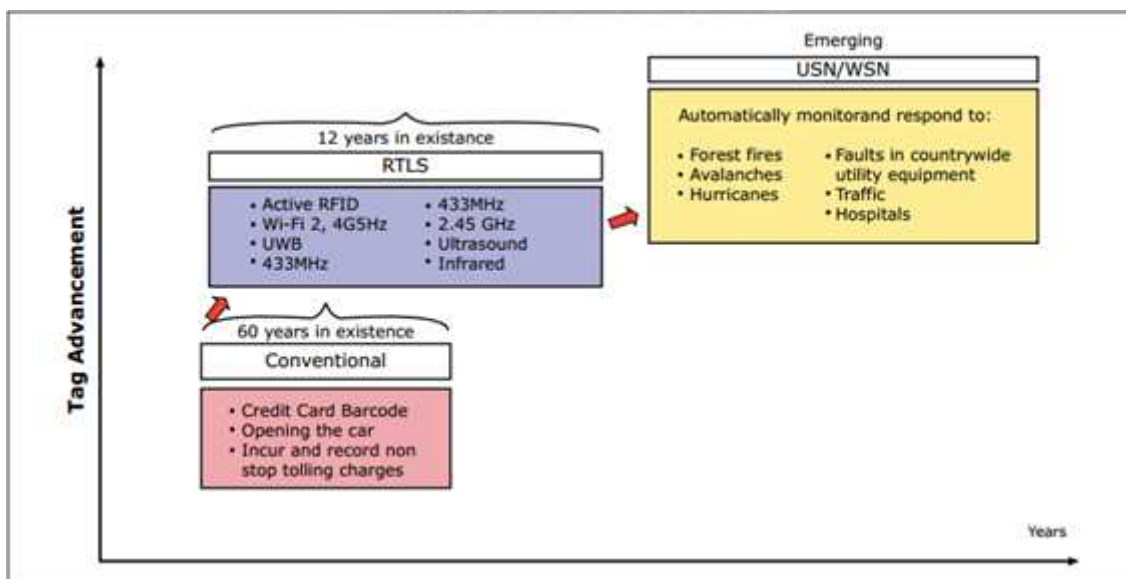 Emerging
USN/WSN
Automatically monitorand respond to:
• Forest fires
• Avalanches
• Hurricanes
• Faults in countrywide
utility equipment
• Traffic
• Hospitals
12 years in existance
RTLS
• Active RFID
• Wi-Fi 2, 4G5Hz
• UWB
• 433MHz
• 433MHz
• 2.45 GHz
• Ultrasound
• Infrared
60 years in existence
Conventional
• Credit Card Barcode
• Opening the car
• Incur and record non
stop tolling charges
Tag Advancement
Years